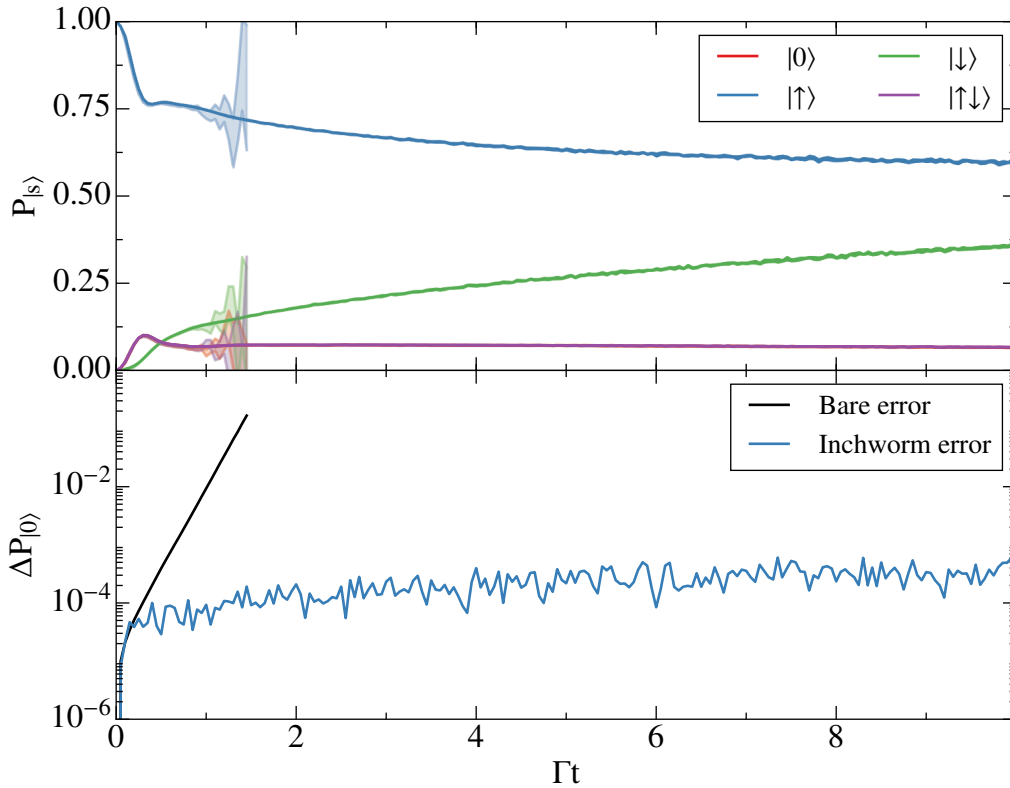 1.00
0.75
0.50
0.25
0.00
P|s⟩
|0⟩
|↑⟩
|↓⟩
|↑↓⟩
10⁻²
10⁻⁴
10⁻⁶
ΔP|0⟩
Bare error
Inchworm error
0 2 4 6 8
Γt